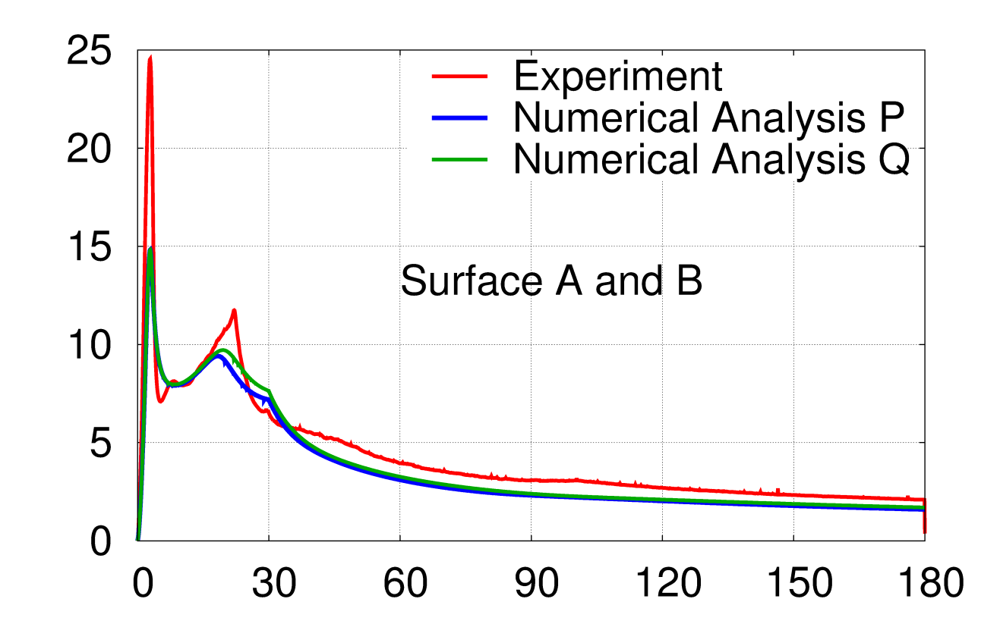 25
Experiment
Numerical Analysis P
20
Numerical Analysis Q
15
Surface A and B
10
5
0
0 30 60 90 120 150 180